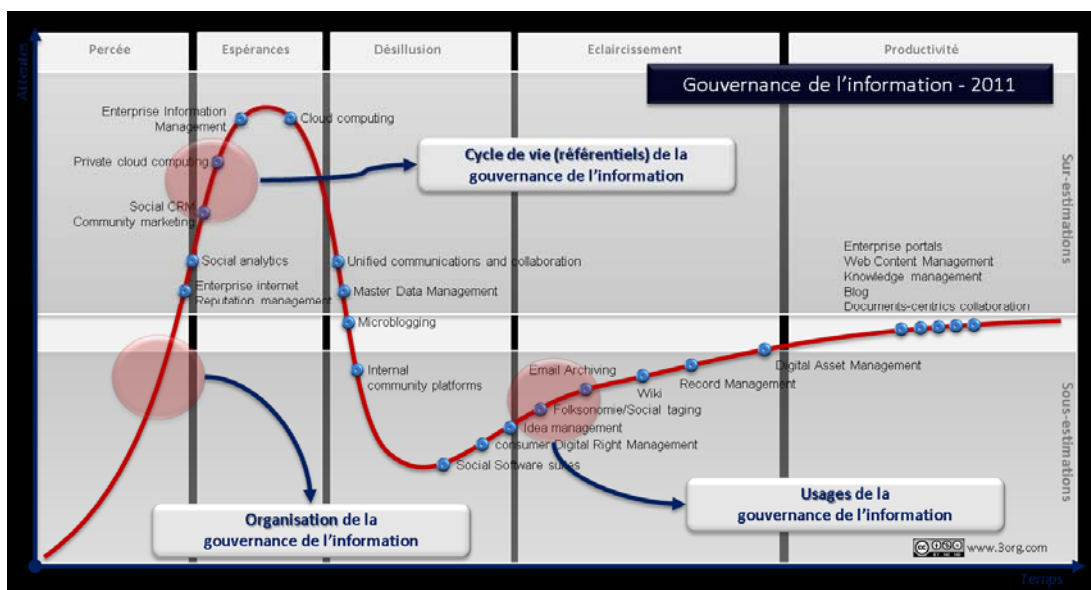 Percée
Espérances
Désillusion
Eclaircissement
Productivité
Attentes
Gouvernance de l'information - 2011
Enterprise Information
Management
Cloud computing
Private cloud computing
Cycle de vie (référentiels) de la
gouvernance de l'information
Social CRM
Community marketing
Sur-estimations
Social analytics
Unified communications and collaboration
Enterprise portals
Web Content Management
Knowledge management
Blog
Documents-centrics collaboration
Enterprise internet
Reputation management
Master Data Management
Microblogging
Internal
community platforms
Email Archiving
Wiki
Record Management
Digital Asset Management
Folksonomie/Social taging
Idea management
consumer Digital Right Management
Social Software suites
Sous-estimations
Organisation de la
gouvernance de l'information
Usages de la
gouvernance de l'information
cc BY NC ND
www.3org.com
Temps